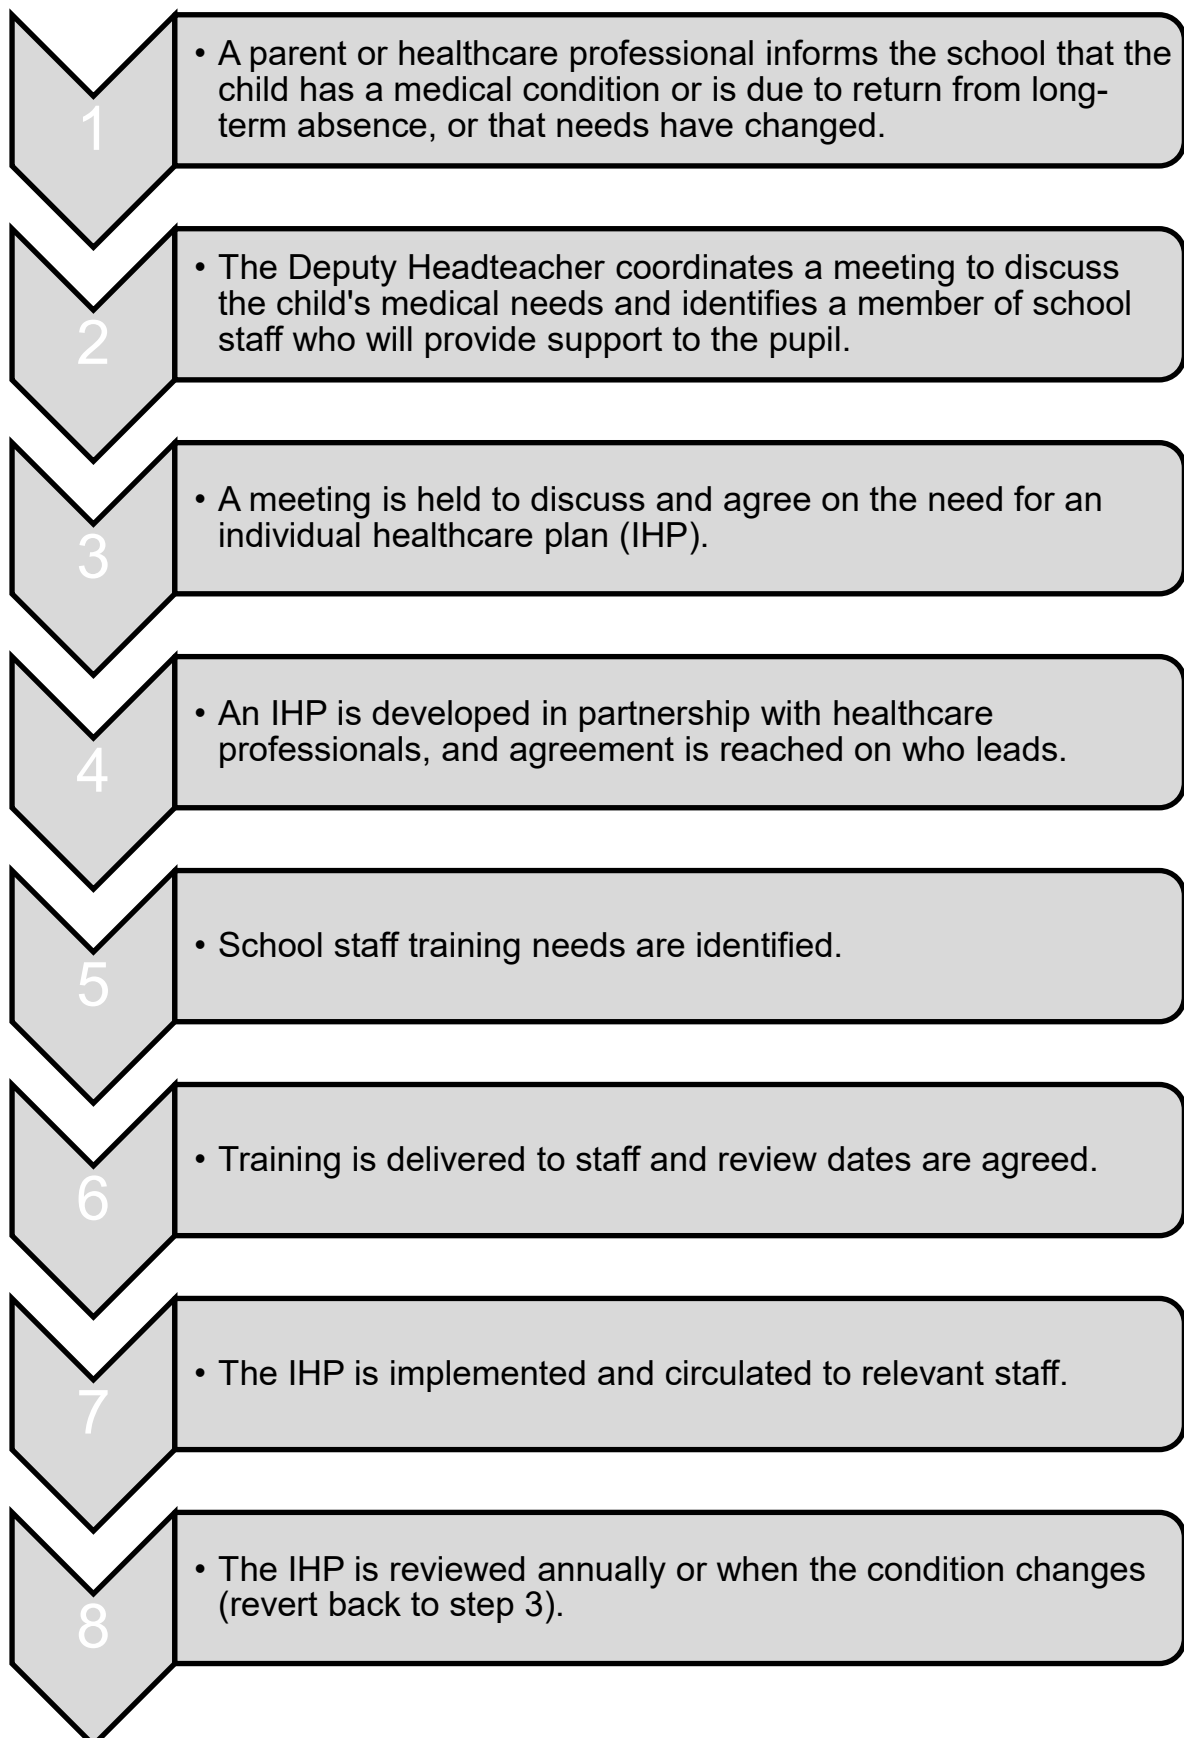 1
• A parent or healthcare professional informs the school that the
child has a medical condition or is due to return from long-
term absence, or that needs have changed.
2
• The Deputy Headteacher coordinates a meeting to discuss
the child's medical needs and identifies a member of school
staff who will provide support to the pupil.
3
• A meeting is held to discuss and agree on the need for an
individual healthcare plan (IHP).
4
• An IHP is developed in partnership with healthcare
professionals, and agreement is reached on who leads.
5
• School staff training needs are identified.
6
• Training is delivered to staff and review dates are agreed.
7
• The IHP is implemented and circulated to relevant staff.
8
• The IHP is reviewed annually or when the condition changes
(revert back to step 3).